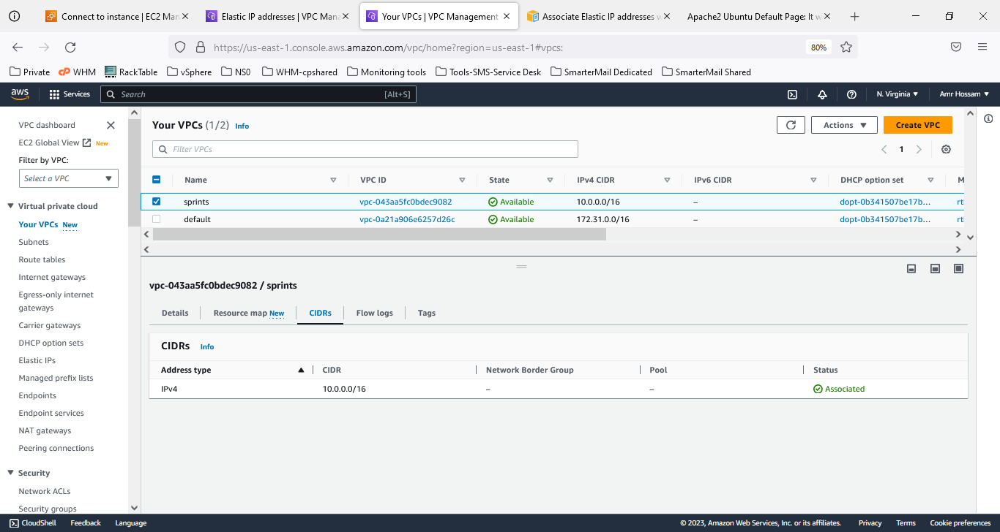 Connect to instance | EC2 Man
Elastic IP addresses | VPC Mana
Your VPCs | VPC Management
Associate Elastic IP addresses w
Apache2 Ubuntu Default Page: It w
https://us-east-1.console.aws.amazon.com/vpc/home?region=us-east-1#vpcs:
80%
Private
WHM
RackTable
vSphere
NS0
WHM-cpshared
Monitoring tools
Tools-SMS-Service Desk
SmarterMail Dedicated
SmarterMail Shared
aws
Services
Search
[Alt+S]
N. Virginia
Amr Hossam
VPC dashboard
EC2 Global View New
Filter by VPC:
Select a VPC
Virtual private cloud
Your VPCs New
Subnets
Route tables
Internet gateways
Egress-only internet
gateways
Carrier gateways
DHCP option sets
Elastic IPs
Managed prefix lists
Endpoints
Endpoint services
NAT gateways
Peering connections
Security
Network ACLs
Security groups
Your VPCs (1/2) Info
Actions
Create VPC
Filter VPCs
1
Name VPC ID State IPv4 CIDR IPv6 CIDR DHCP option set M
sprints vpc-043aa5fc0bdec9082 Available 10.0.0.0/16 – dopt-0b341507be17b... rt
default vpc-0a21a906e6257d26c Available 172.31.0.0/16 – dopt-0b341507be17b... rt
vpc-043aa5fc0bdec9082 / sprints
Details
Resource map New
CIDRs
Flow logs
Tags
CIDRs Info
Address type CIDR Network Border Group Pool Status
IPv4 10.0.0.0/16 – – Associated
CloudShell
Feedback
Language
© 2023, Amazon Web Services, Inc. or its affiliates.
Privacy
Terms
Cookie preferences